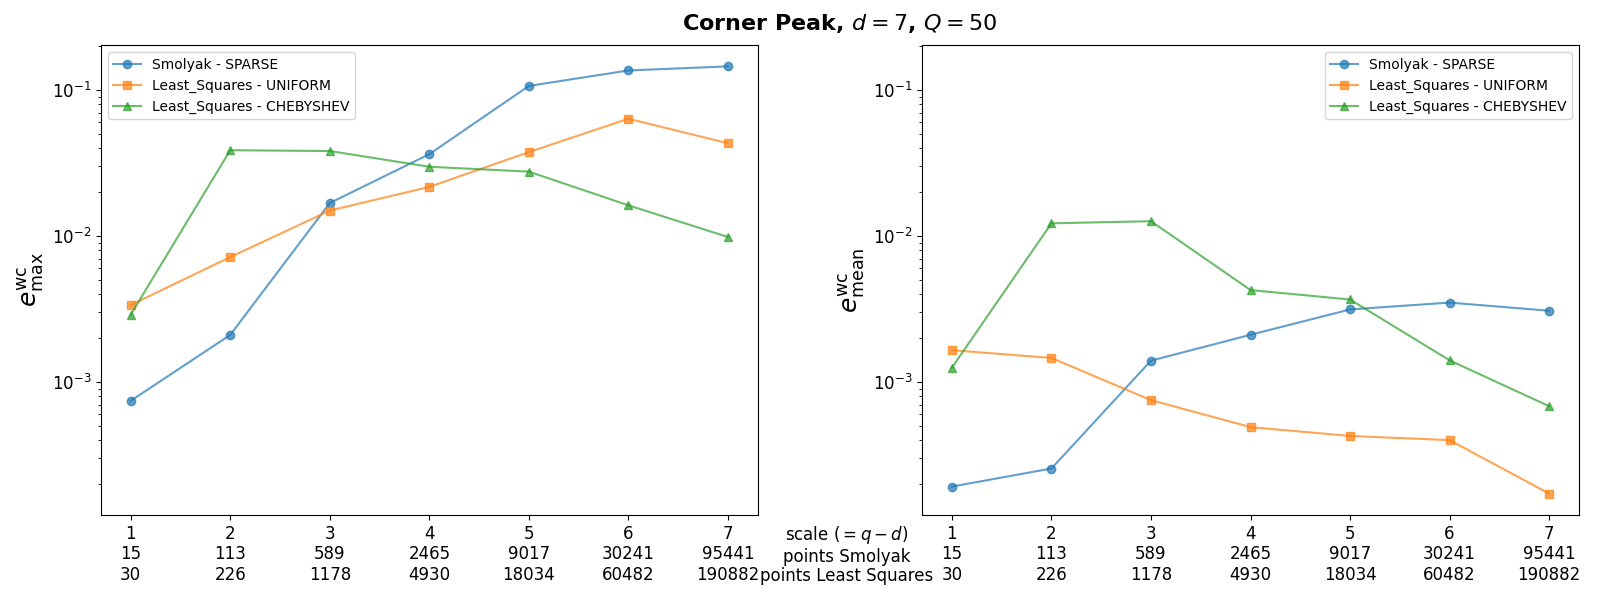 Corner Peak, d = 7, Q = 50
Smolyak - SPARSE
Least_Squares - UNIFORM
Least_Squares - CHEBYSHEV
10⁻¹
10⁻²
10⁻³
e^wc_max
1 2 3 4 5 6 7
15 113 589 2465 9017 30241 95441
30 226 1178 4930 18034 60482 190882
scale (= q − d)
points Smolyak
points Least Squares
Smolyak - SPARSE
Least_Squares - UNIFORM
Least_Squares - CHEBYSHEV
10⁻¹
10⁻²
10⁻³
e^wc_mean
1 2 3 4 5 6 7
15 113 589 2465 9017 30241 95441
30 226 1178 4930 18034 60482 190882